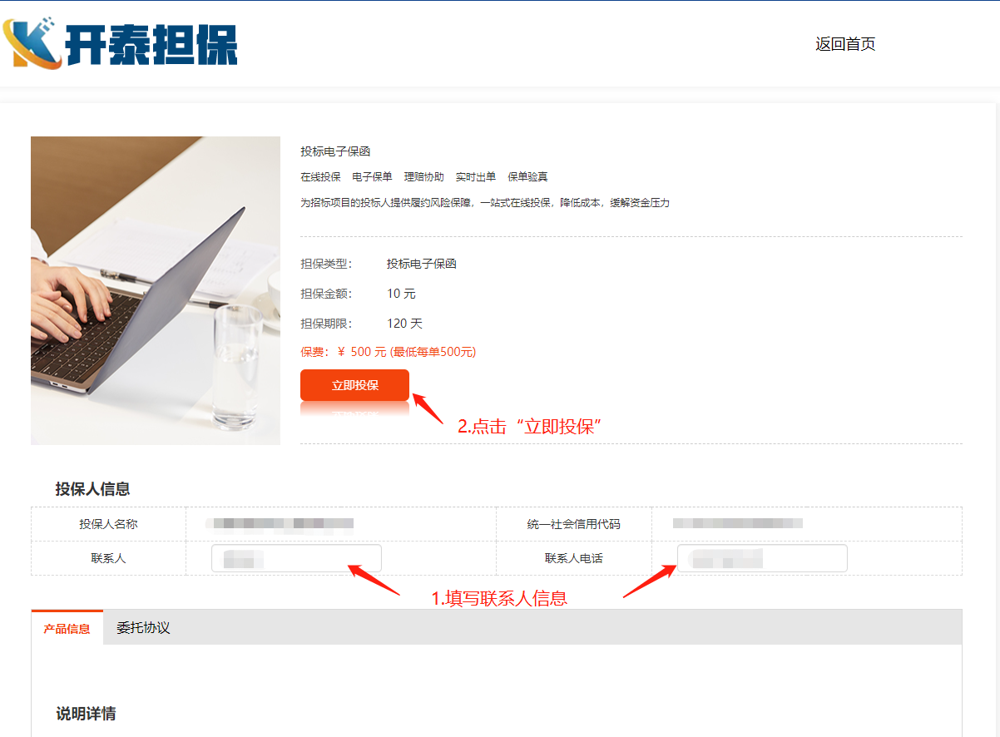 开泰担保
返回首页
投标电子保函
在线投保 电子保单 理赔协助 实时出单 保单验真
为招标项目的投标人提供履约风险保障，一站式在线投保，降低成本，缓解资金压力
担保类型： 投标电子保函
担保金额： 10 元
担保期限： 120 天
保费：￥ 500 元 (最低每单500元)
立即投保
2.点击“立即投保”
投保人信息
投保人名称 统一社会信用代码
联系人 联系人电话
1.填写联系人信息
产品信息 委托协议
说明详情